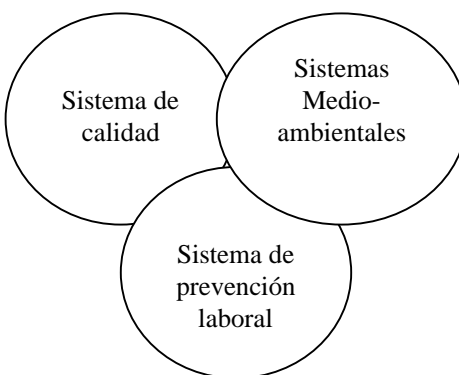 Sistema de
calidad
Sistemas
Medio-
ambientales
Sistema de
prevención
laboral